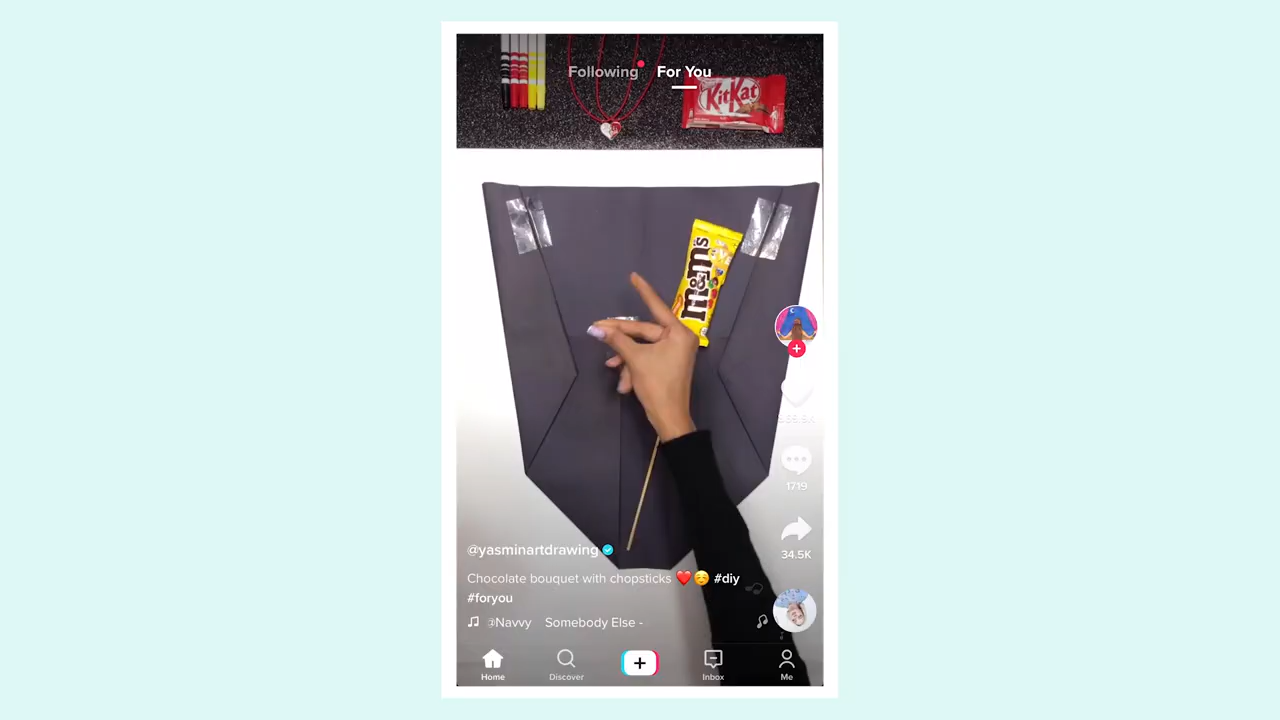 Following For You
KitKat
m&m's
1719
34.5K
@yasminartdrawing
Chocolate bouquet with chopsticks ❤️☺️ #diy
#foryou
@Navvy Somebody Else -
Home Discover Inbox Me